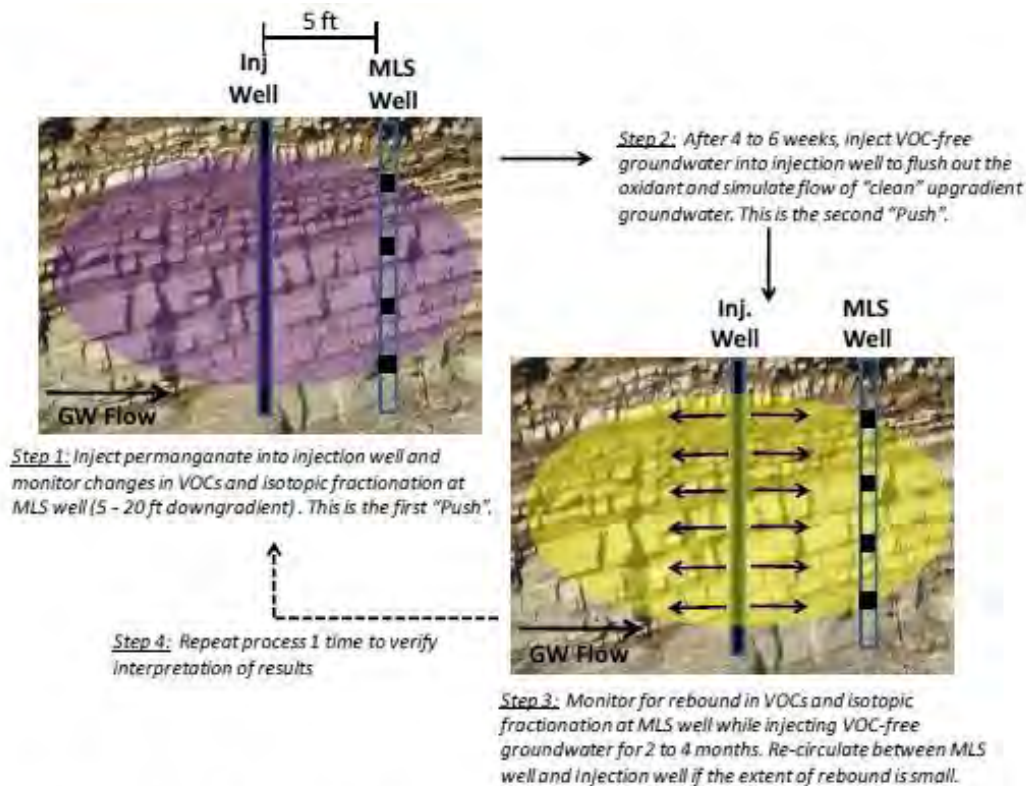 5 ft
Inj
Well
MLS
Well
GW Flow
Step 1: Inject permanganate into injection well and
monitor changes in VOCs and isotopic fractionation at
MLS well (5 - 20 ft downgradient) . This is the first "Push".
Step 2: After 4 to 6 weeks, inject VOC-free
groundwater into injection well to flush out the
oxidant and simulate flow of "clean" upgradient
groundwater. This is the second "Push".
Inj.
Well
MLS
Well
GW Flow
Step 3: Monitor for rebound in VOCs and isotopic
fractionation at MLS well while injecting VOC-free
groundwater for 2 to 4 months. Re-circulate between MLS
well and Injection well if the extent of rebound is small.
Step 4: Repeat process 1 time to verify
interpretation of results